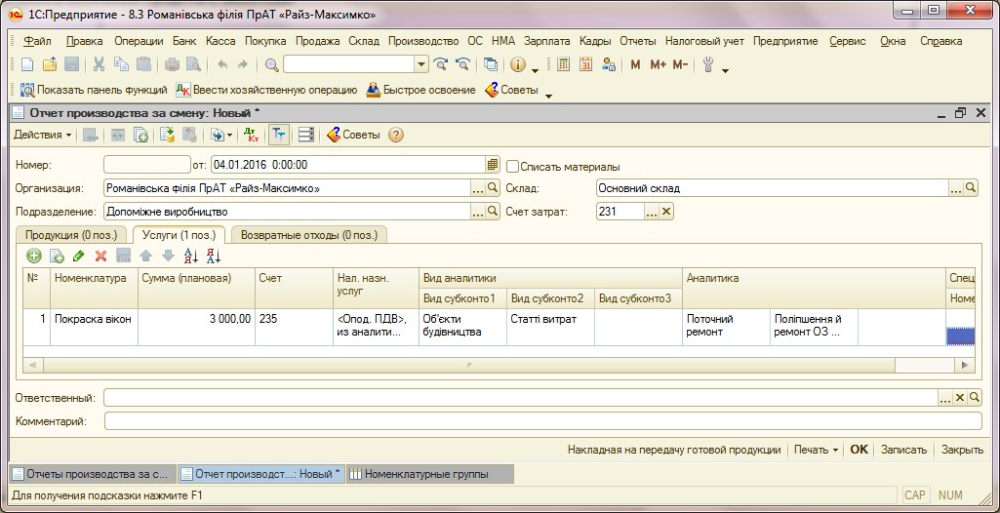 1С:Предприятие - 8.3 Романівська філія ПрАТ «Райз-Максимко»
Файл Правка Операции Банк Касса Покупка Продажа Склад Производство ОС НМА Зарплата Кадры Отчеты Налоговый учет Предприятие Сервис Окна Справка
М М+ М-
Показать панель функций Ввести хозяйственную операцию Быстрое освоение Советы
Отчет производства за смену: Новый *
Действия Советы
Номер: от: 04.01.2016 0:00:00 Списать материалы
Организация: Романівська філія ПрАТ «Райз-Максимко» Склад: Основний склад
Подразделение: Допоміжне виробництво Счет затрат: 231
Продукция (0 поз.) Услуги (1 поз.) Возвратные отходы (0 поз.)
№ Номенклатура Сумма (плановая) Счет Нал. назн. услуг Вид аналитики Аналитика Спец
Вид субконто1 Вид субконто2 Вид субконто3 Номе
1 Покраска вікон 3 000,00 235 <Опод. ПДВ>, Об'єкти Статті витрат Поточний Поліпшення й
из аналити... будівництва ремонт ремонт ОЗ ...
Ответственный:
Комментарий:
Накладная на передачу готовой продукции Печать OK Записать Закрыть
Отчеты производства за с... Отчет производст...: Новый * Номенклатурные группы
Для получения подсказки нажмите F1 CAP NUM